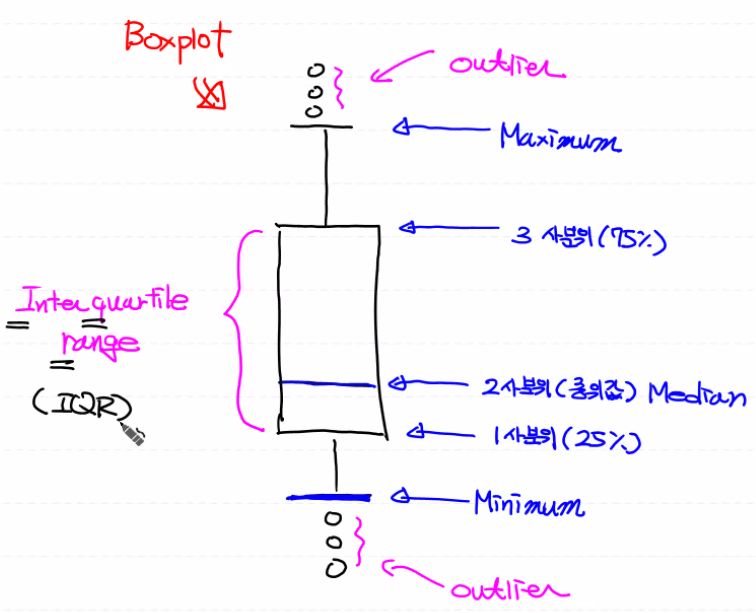 Boxplot
outlier
Maximum
3 사분위(75%)
Interquartile
range
(IQR)
2사분위(중위값) Median
1사분위(25%)
Minimum
outlier